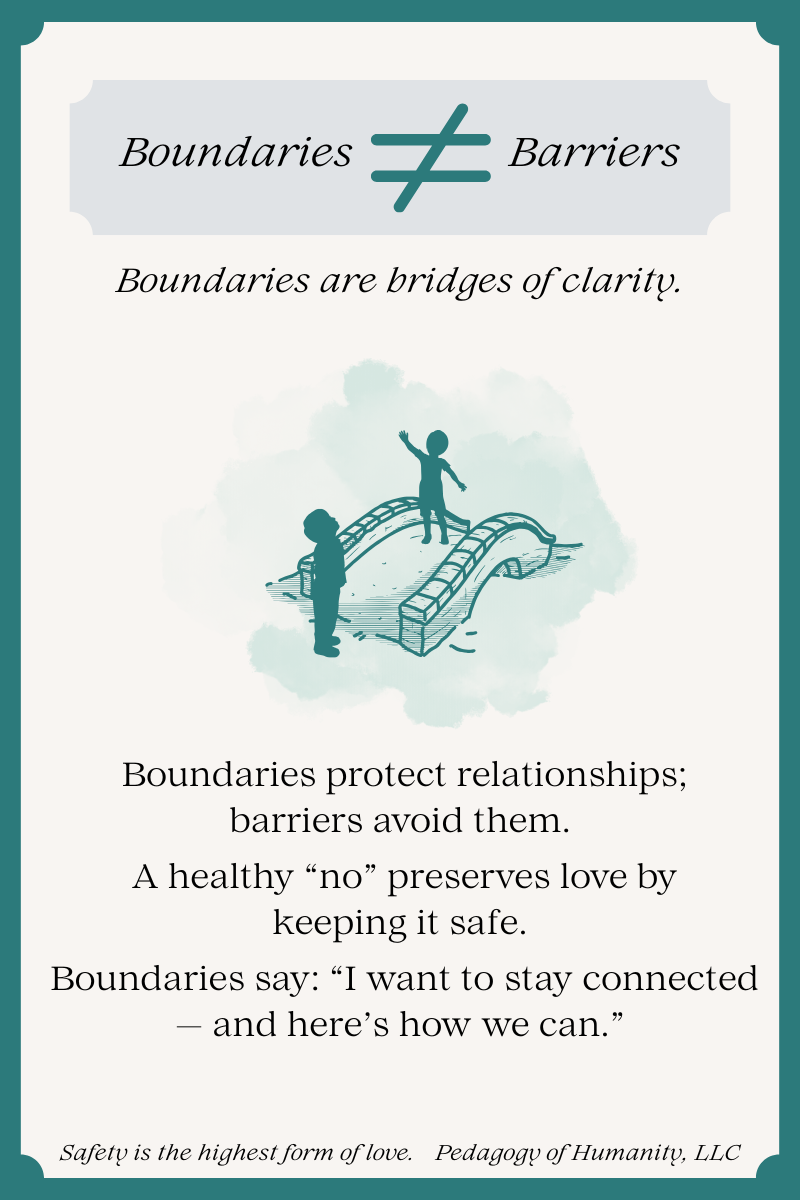 Boundaries ≠ Barriers
Boundaries are bridges of clarity.
Boundaries protect relationships;
barriers avoid them.
A healthy “no” preserves love by
keeping it safe.
Boundaries say: “I want to stay connected
— and here’s how we can.”
Safety is the highest form of love. Pedagogy of Humanity, LLC